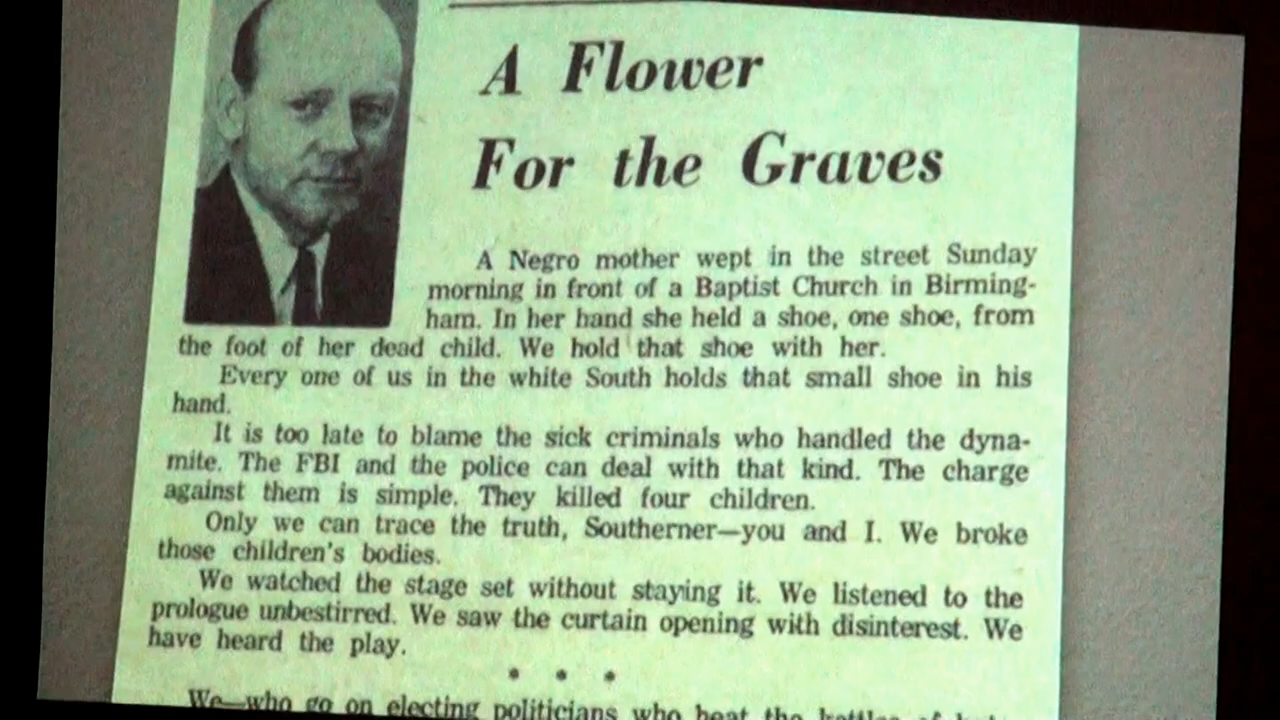 A Flower
For the Graves
A Negro mother wept in the street Sunday
morning in front of a Baptist Church in Birming-
ham. In her hand she held a shoe, one shoe, from
the foot of her dead child. We hold that shoe with her.
Every one of us in the white South holds that small shoe in his
hand.
It is too late to blame the sick criminals who handled the dyna-
mite. The FBI and the police can deal with that kind. The charge
against them is simple. They killed four children.
Only we can trace the truth, Southerner—you and I. We broke
those children's bodies.
We watched the stage set without staying it. We listened to the
prologue unbestirred. We saw the curtain opening with disinterest. We
have heard the play.
* * *
We—who go on electing politicians who heat the kettles of